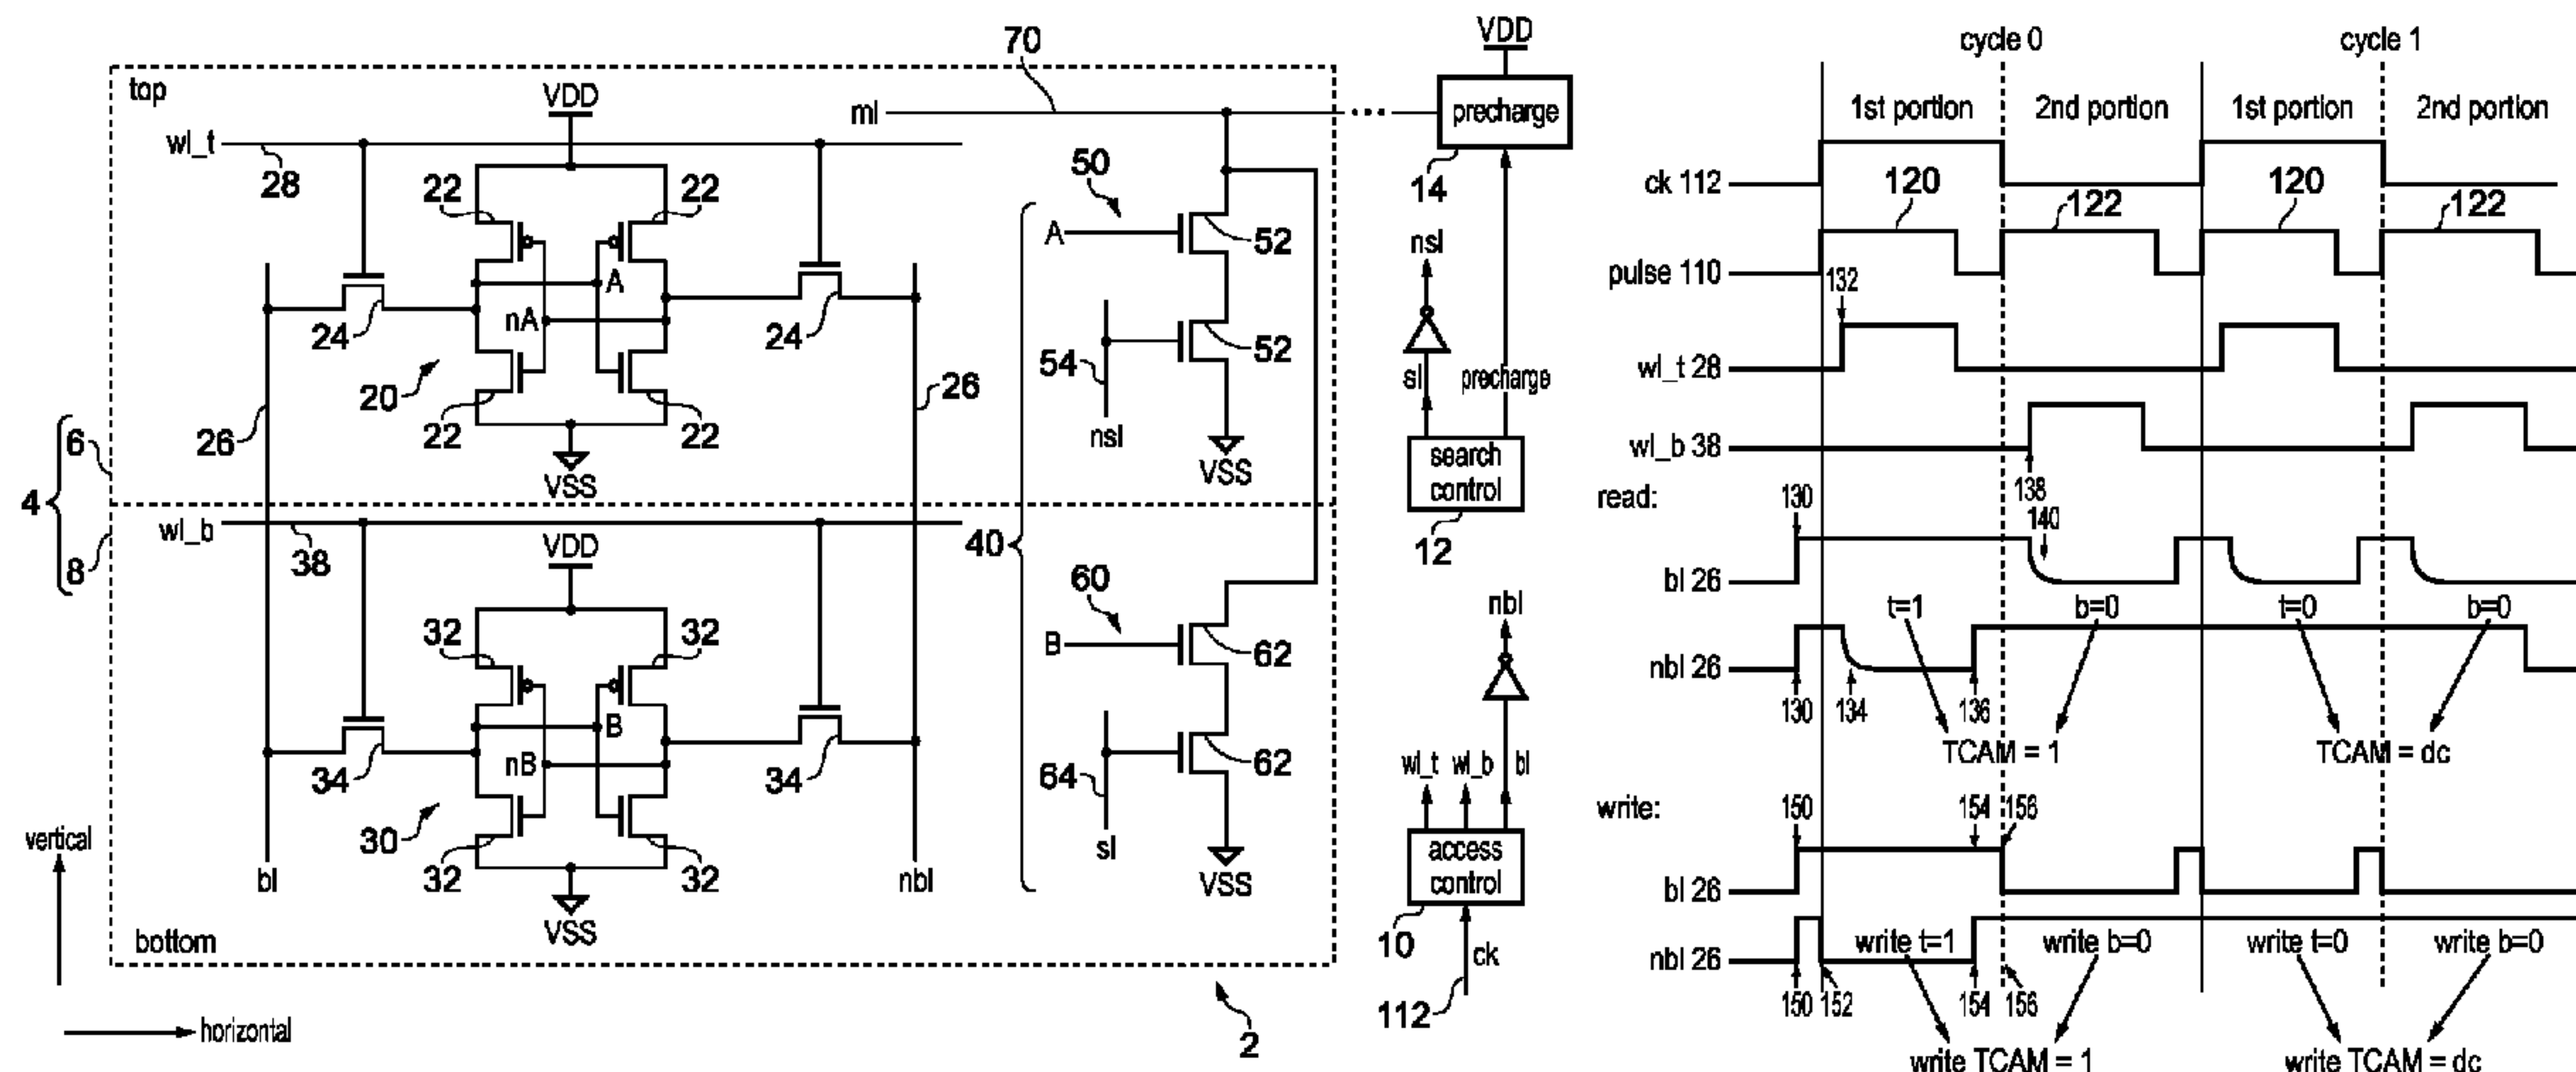 top
70
ml
VDD
precharge
14
wl_t
28
VDD
22
22
A
nA
24
24
20
22
22
26
26
VSS
50
A
52
52
54
nsl
VSS
40
nsl
sl
precharge
search
control
12
4
6
8
wl_b
38
VDD
32
32
B
nB
34
34
30
32
32
bl
nbl
VSS
bottom
60
B
62
62
64
sl
VSS
nbl
wl_t wl_b bl
access
control
10
ck
112
vertical
horizontal
2
cycle 0
cycle 1
1st portion
2nd portion
1st portion
2nd portion
ck 112
120
122
120
122
pulse 110
132
wl_t 28
wl_b 38
138
read:
130
140
bl 26
t=1
b=0
t=0
b=0
nbl 26
130
134
136
TCAM = 1
TCAM = dc
write:
150
154
156
bl 26
nbl 26
write t=1
write b=0
write t=0
write b=0
150
152
154
156
write TCAM = 1
write TCAM = dc